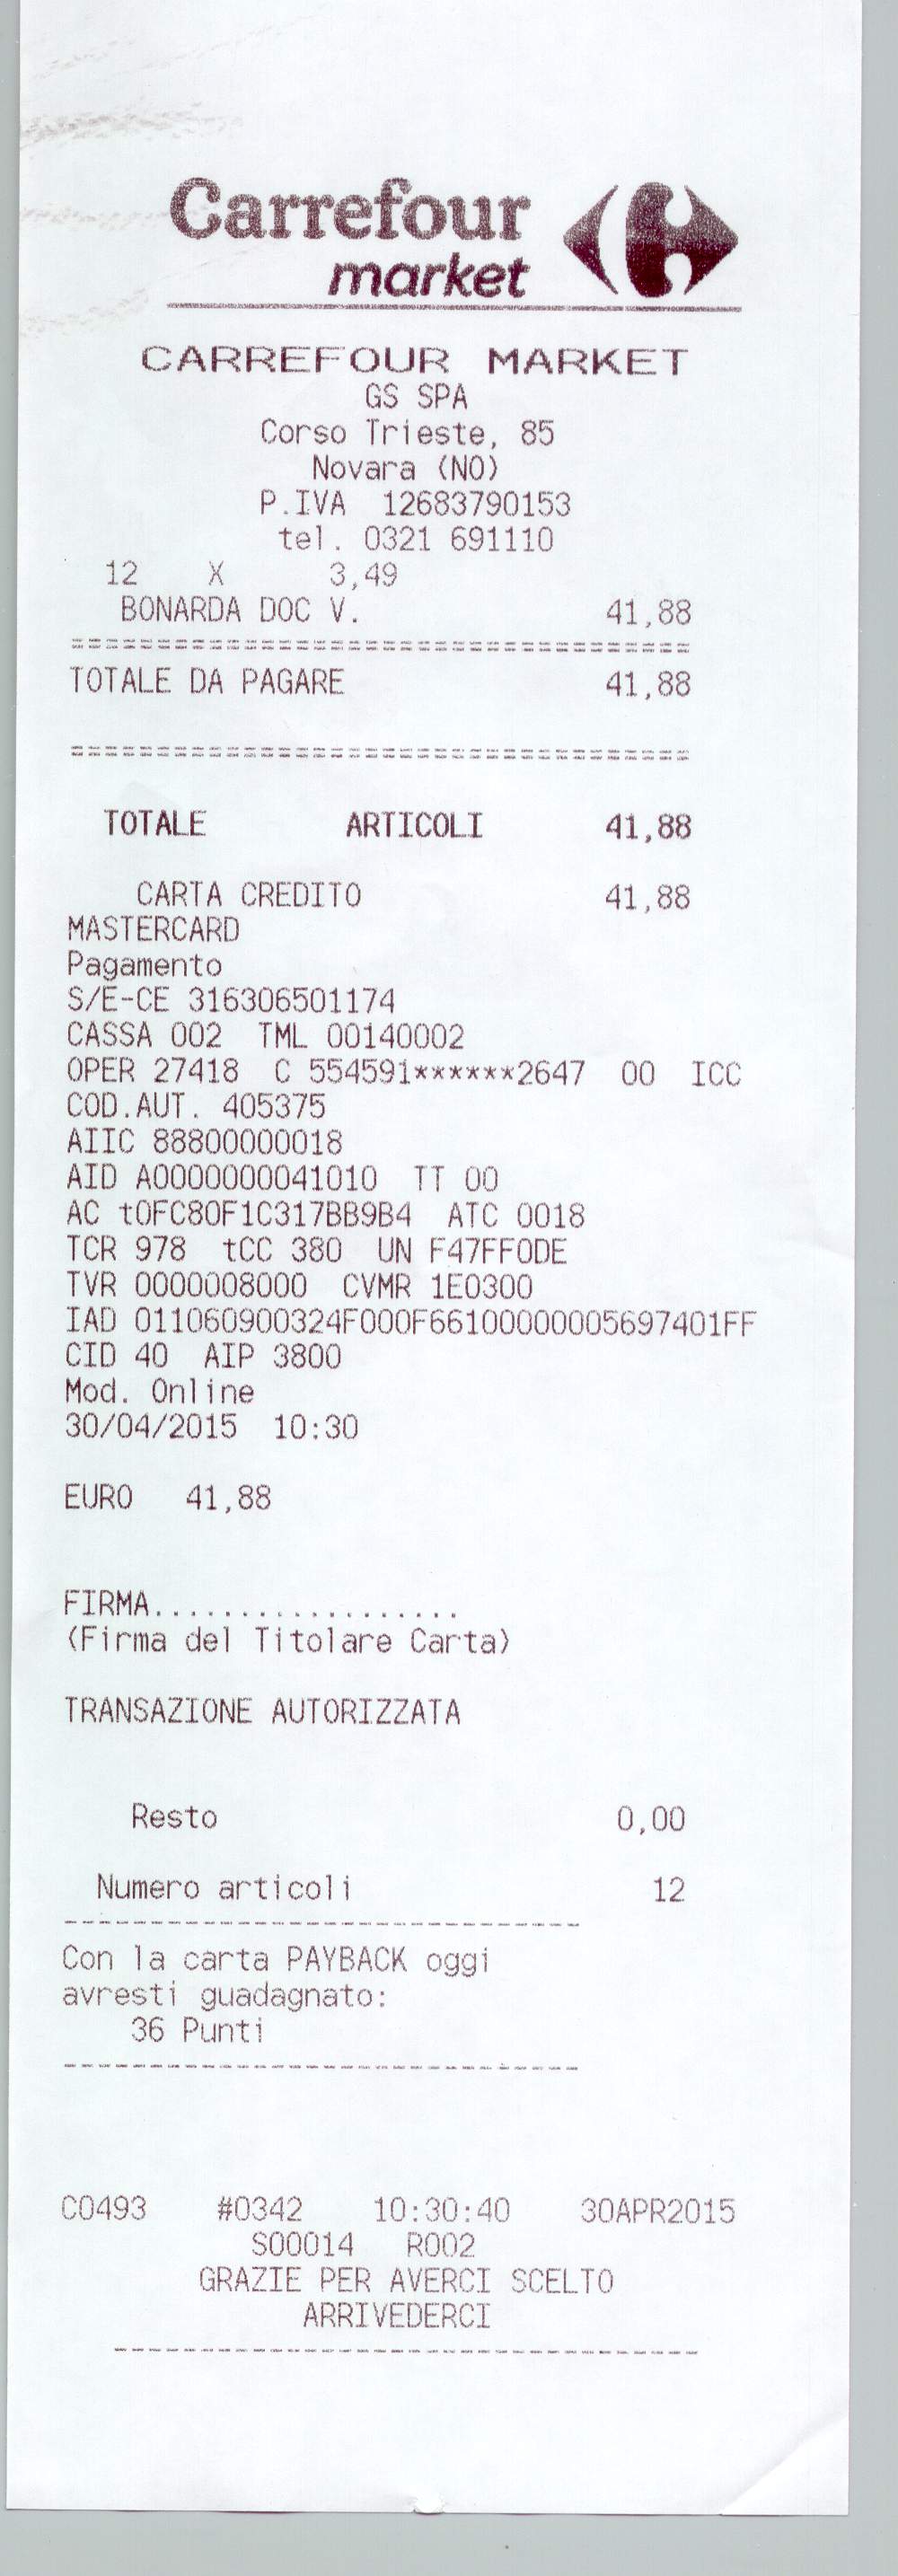 Carrefour
market
CARREFOUR MARKET
GS SPA
Corso Trieste, 85
Novara (NO)
P.IVA 12683790153
tel. 0321 691110
12 X 3,49
BONARDA DOC V. 41,88
TOTALE DA PAGARE 41,88
TOTALE ARTICOLI 41,88
CARTA CREDITO 41,88
MASTERCARD
Pagamento
S/E-CE 316306501174
CASSA 002 TML 00140002
OPER 27418 C 554591******2647 00 ICC
COD.AUT. 405375
AIIC 88800000018
AID A0000000041010 TT 00
AC t0FC80F1C317BB9B4 ATC 0018
TCR 978 tCC 380 UN F47FF0DE
TVR 0000008000 CVMR 1E0300
IAD 011060900324F000F66100000005697401FF
CID 40 AIP 3800
Mod. Online
30/04/2015 10:30
EURO 41,88
FIRMA..................
(Firma del Titolare Carta)
TRANSAZIONE AUTORIZZATA
Resto 0,00
Numero articoli 12
Con la carta PAYBACK oggi
avresti guadagnato:
36 Punti
C0493 #0342 10:30:40 30APR2015
S00014 R002
GRAZIE PER AVERCI SCELTO
ARRIVEDERCI